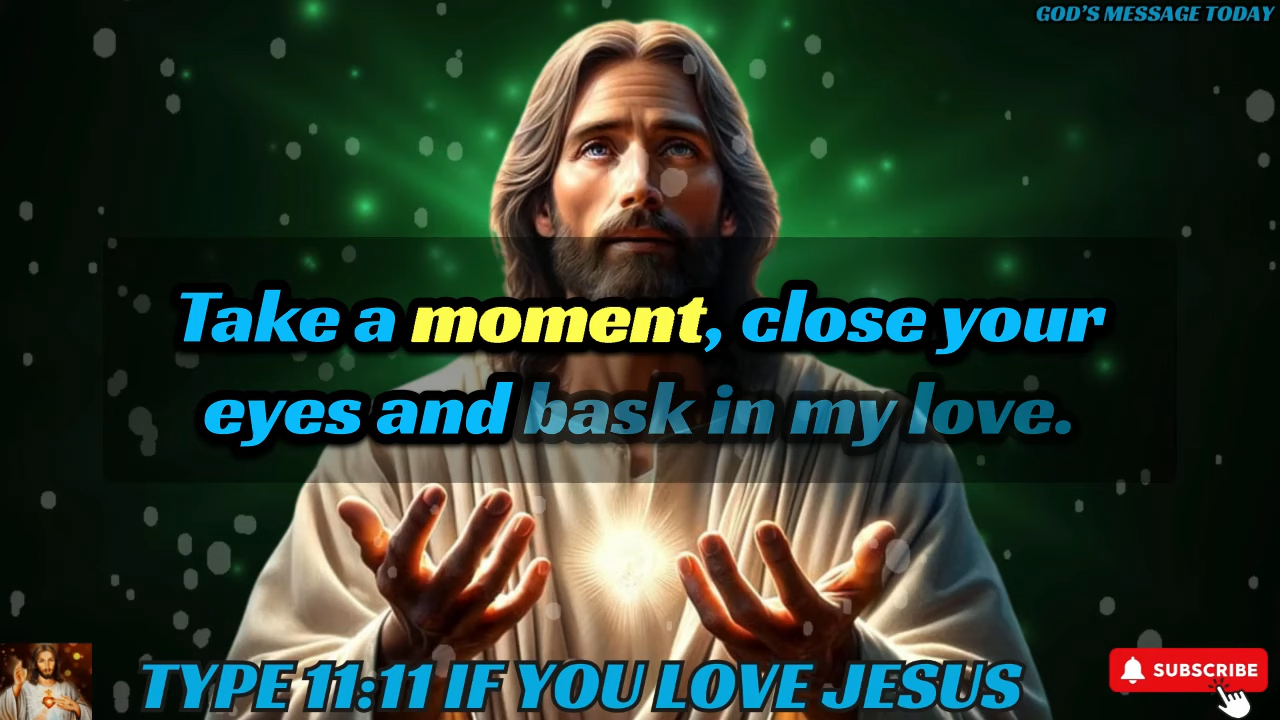 GOD'S MESSAGE TODAY
Take a moment, close your
eyes and bask in my love.
TYPE 11:11 IF YOU LOVE JESUS
SUBSCRIBE